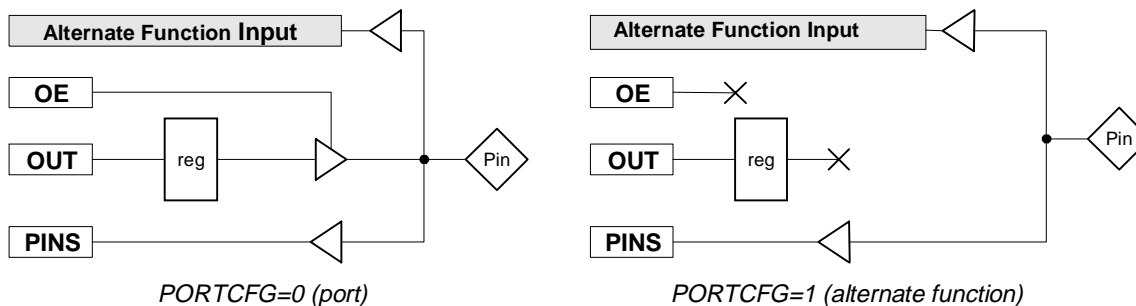 Alternate Function Input
OE
OUT
reg
Pin
PINS
PORTCFG=0 (port)
Alternate Function Input
OE
OUT
reg
Pin
PINS
PORTCFG=1 (alternate function)